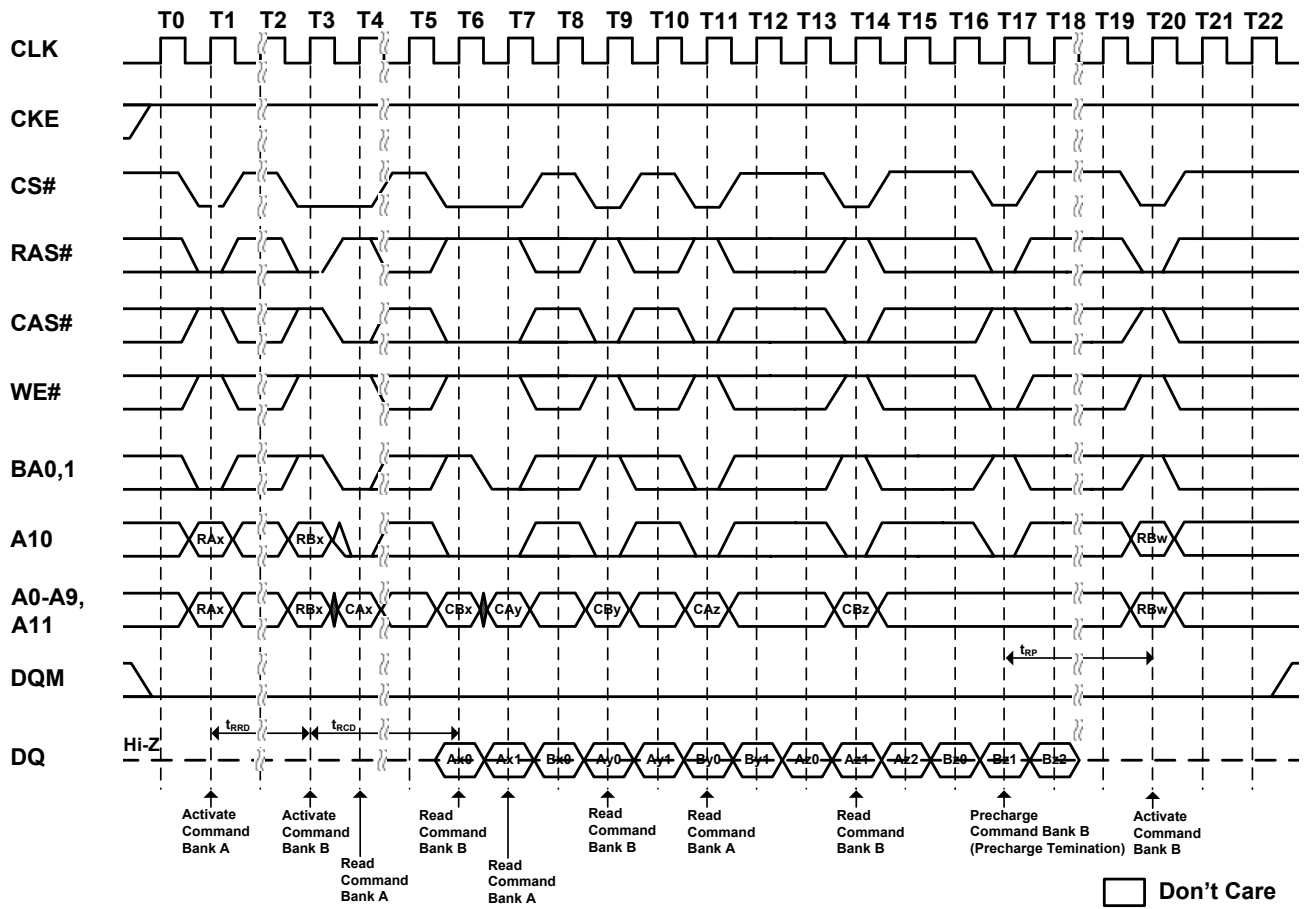 T0 T1 T2 T3 T4 T5 T6 T7 T8 T9 T10 T11 T12 T13 T14 T15 T16 T17 T18 T19 T20 T21 T22
CLK
CKE
CS#
RAS#
CAS#
WE#
BA0,1
A10
RAx RBx RBw
A0-A9,
A11
RAx RBx CAx CBx CAy CBy CAz CBz RBw
tRP
DQM
tRRD tRCD
Hi-Z
DQ
Ax0 Ax1 Bx0 Ay0 Ay1 By0 By1 Az0 Az1 Az2 Bz0 Bz1 Bz2
Activate
Command
Bank A
Activate
Command
Bank B
Read
Command
Bank A
Read
Command
Bank B
Read
Command
Bank A
Read
Command
Bank B
Read
Command
Bank A
Read
Command
Bank B
Precharge
Command Bank B
(Precharge Temination)
Activate
Command
Bank B
Don't Care